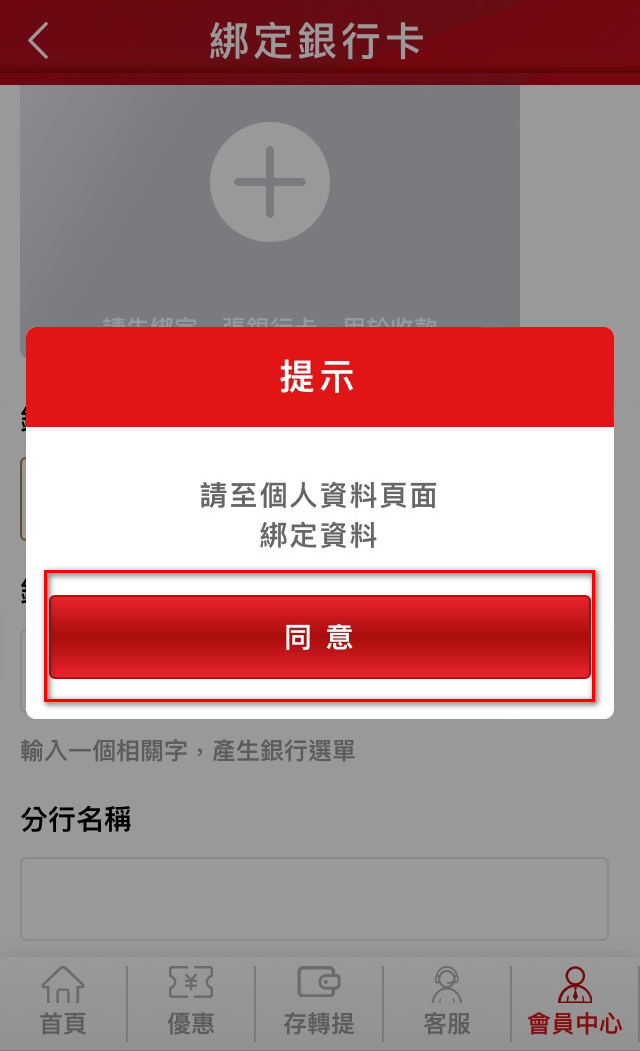 綁定銀行卡
提示
請至個人資料頁面
綁定資料
同意
輸入一個相關字，產生銀行選單
分行名稱
首頁
優惠
存轉提
客服
會員中心